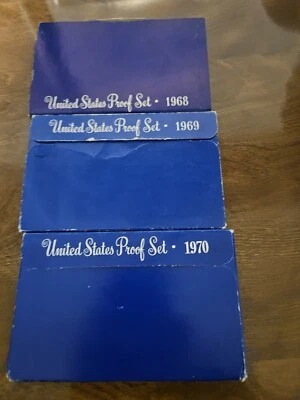 United States Proof Set · 1968
United States Proof Set · 1969
United States Proof Set · 1970